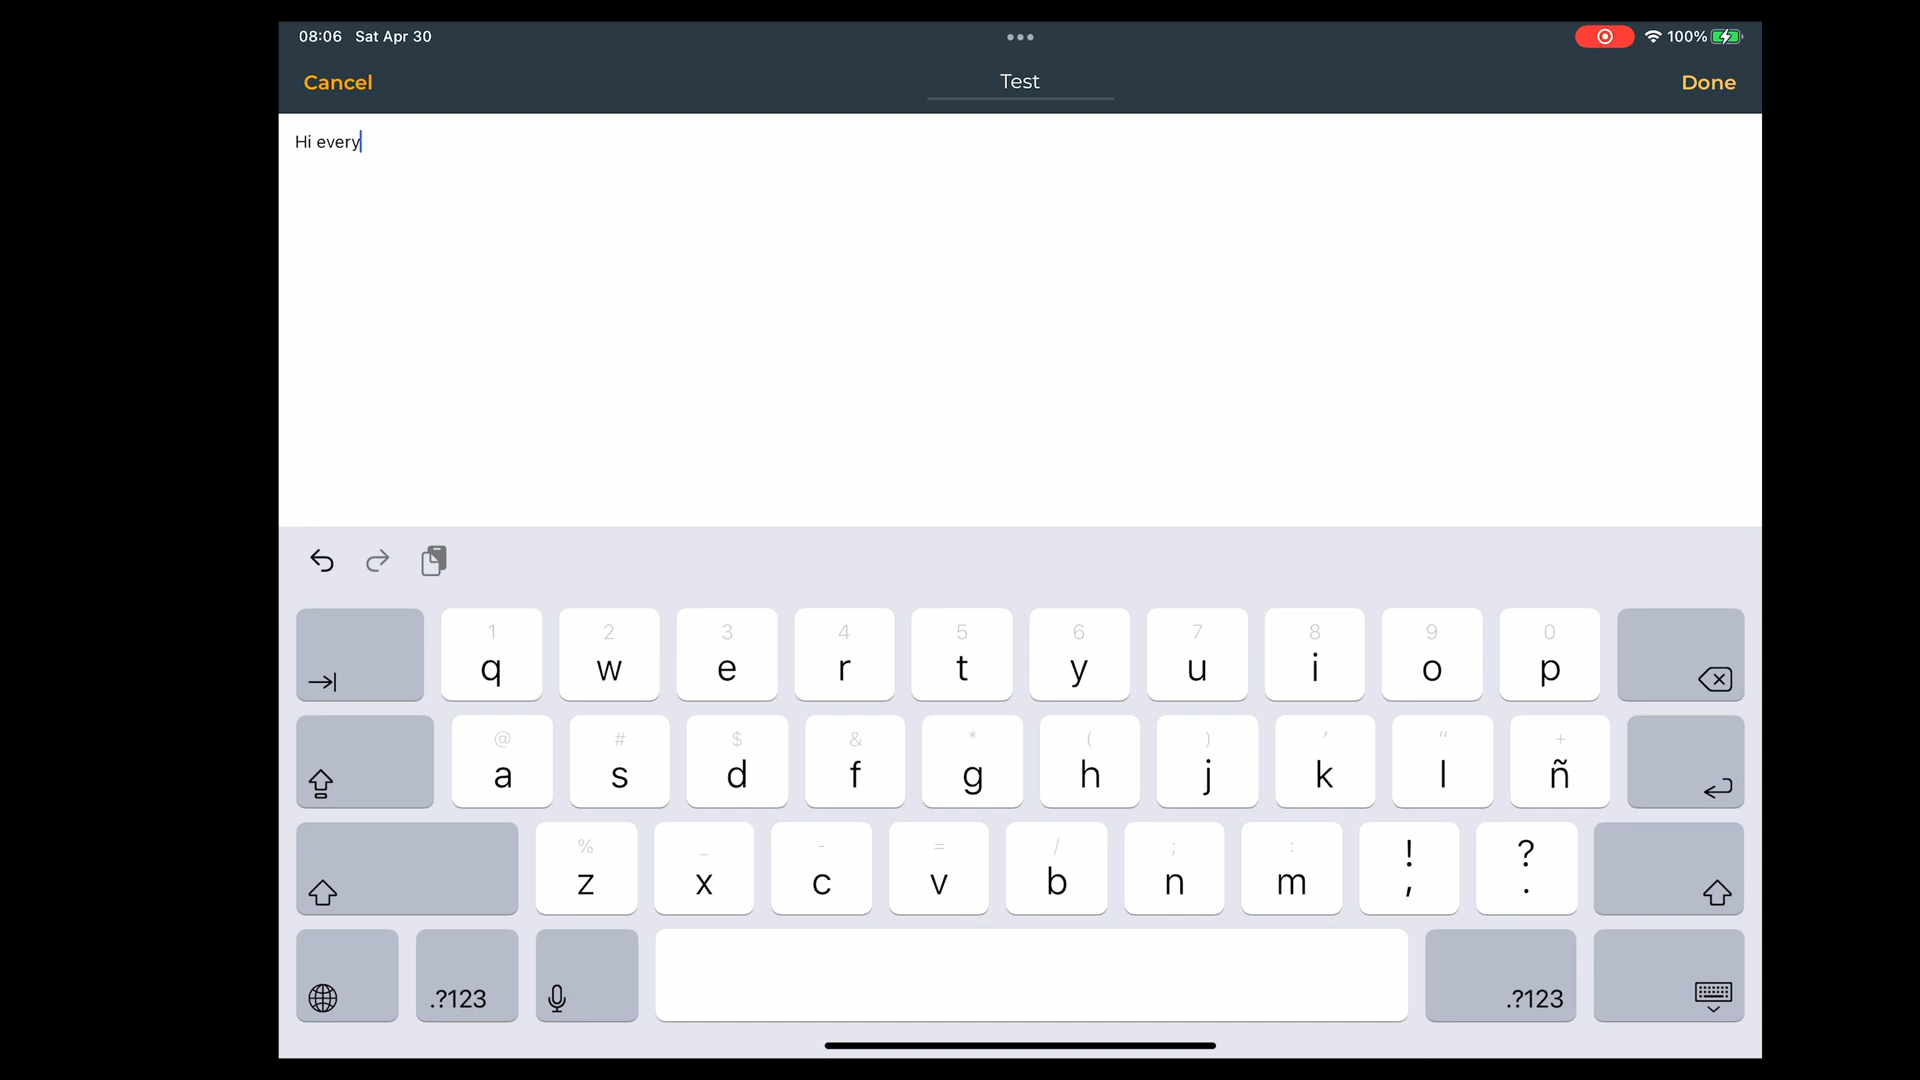 08:06 Sat Apr 30
100%
Cancel
Test
Done
Hi every
1 2 3 4 5 6 7 8 9 0
q w e r t y u i o p
@ # $ & * ( ) ' " +
a s d f g h j k l ñ
% _ - = / ; : ! ?
z x c v b n m , .
.?123
.?123